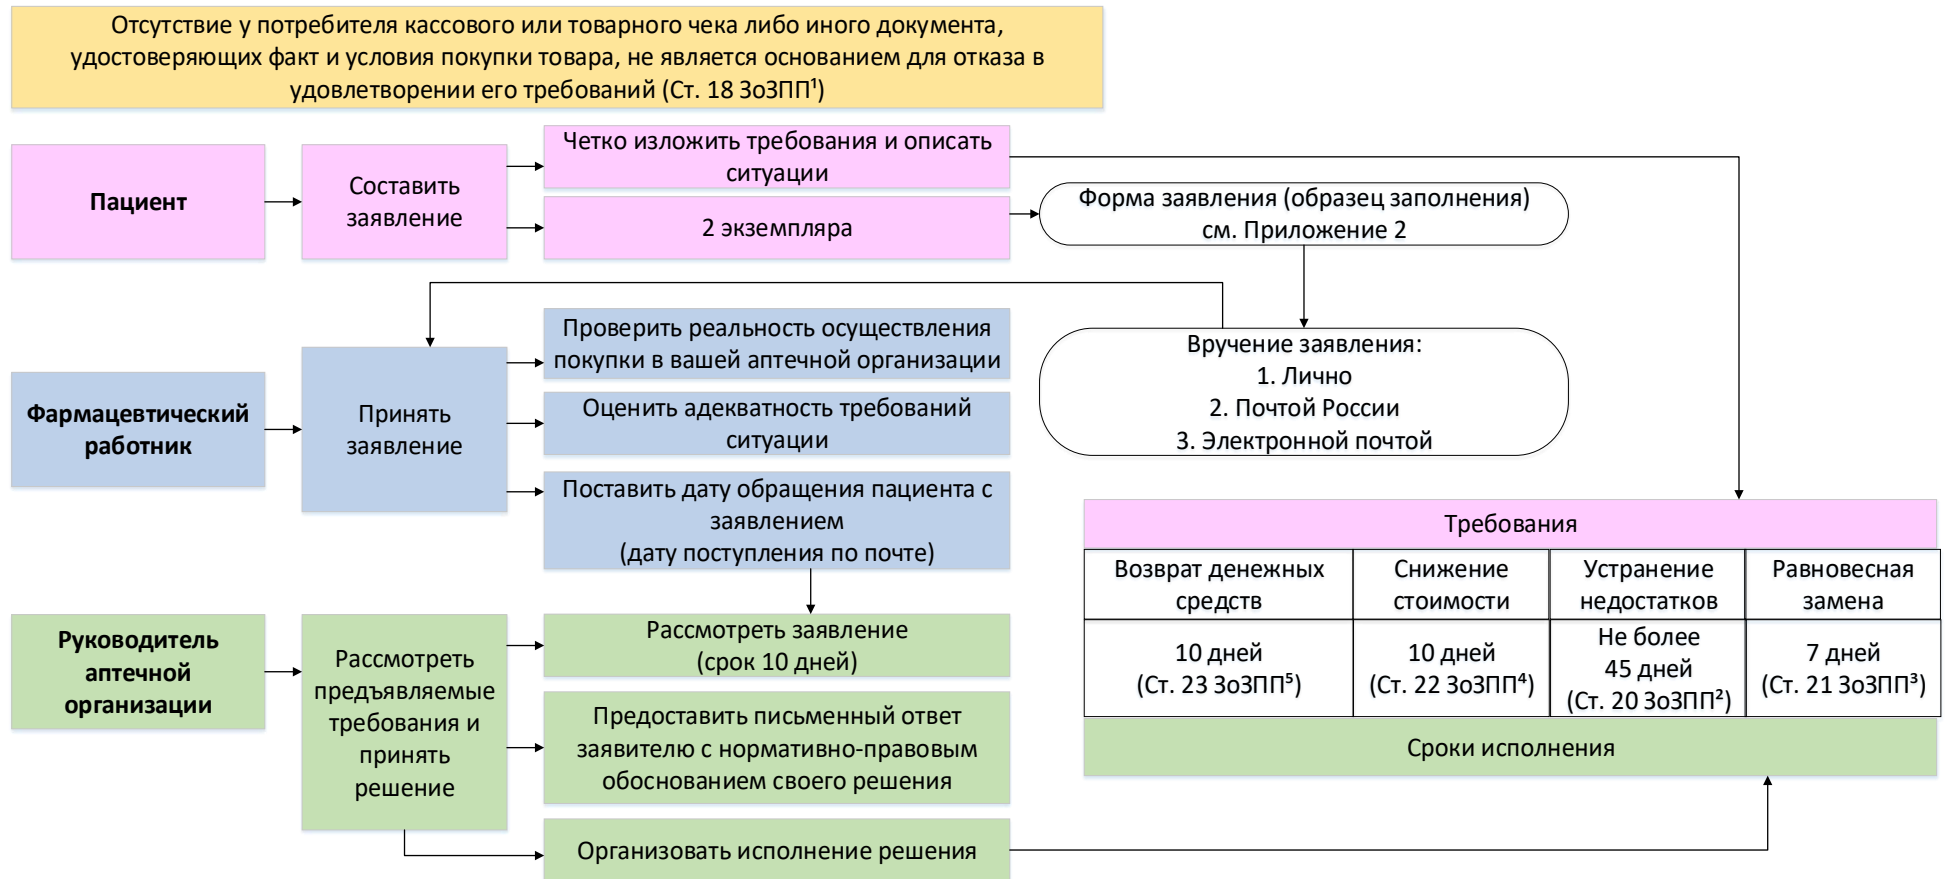 Отсутствие у потребителя кассового или товарного чека либо иного документа,
удостоверяющих факт и условия покупки товара, не является основанием для отказа в
удовлетворении его требований (Ст. 18 ЗоЗПП¹)
Пациент
Составить
заявление
Четко изложить требования и описать
ситуации
2 экземпляра
Форма заявления (образец заполнения)
см. Приложение 2
Вручение заявления:
1. Лично
2. Почтой России
3. Электронной почтой
Фармацевтический
работник
Принять
заявление
Проверить реальность осуществления
покупки в вашей аптечной организации
Оценить адекватность требований
ситуации
Поставить дату обращения пациента с
заявлением
(дату поступления по почте)
Руководитель
аптечной
организации
Рассмотреть
предъявляемые
требования и
принять
решение
Рассмотреть заявление
(срок 10 дней)
Предоставить письменный ответ
заявителю с нормативно-правовым
обоснованием своего решения
Организовать исполнение решения
Требования
Возврат денежных
средств
Снижение
стоимости
Устранение
недостатков
Равновесная
замена
10 дней
(Ст. 23 ЗоЗПП⁵)
10 дней
(Ст. 22 ЗоЗПП⁴)
Не более
45 дней
(Ст. 20 ЗоЗПП²)
7 дней
(Ст. 21 ЗоЗПП³)
Сроки исполнения